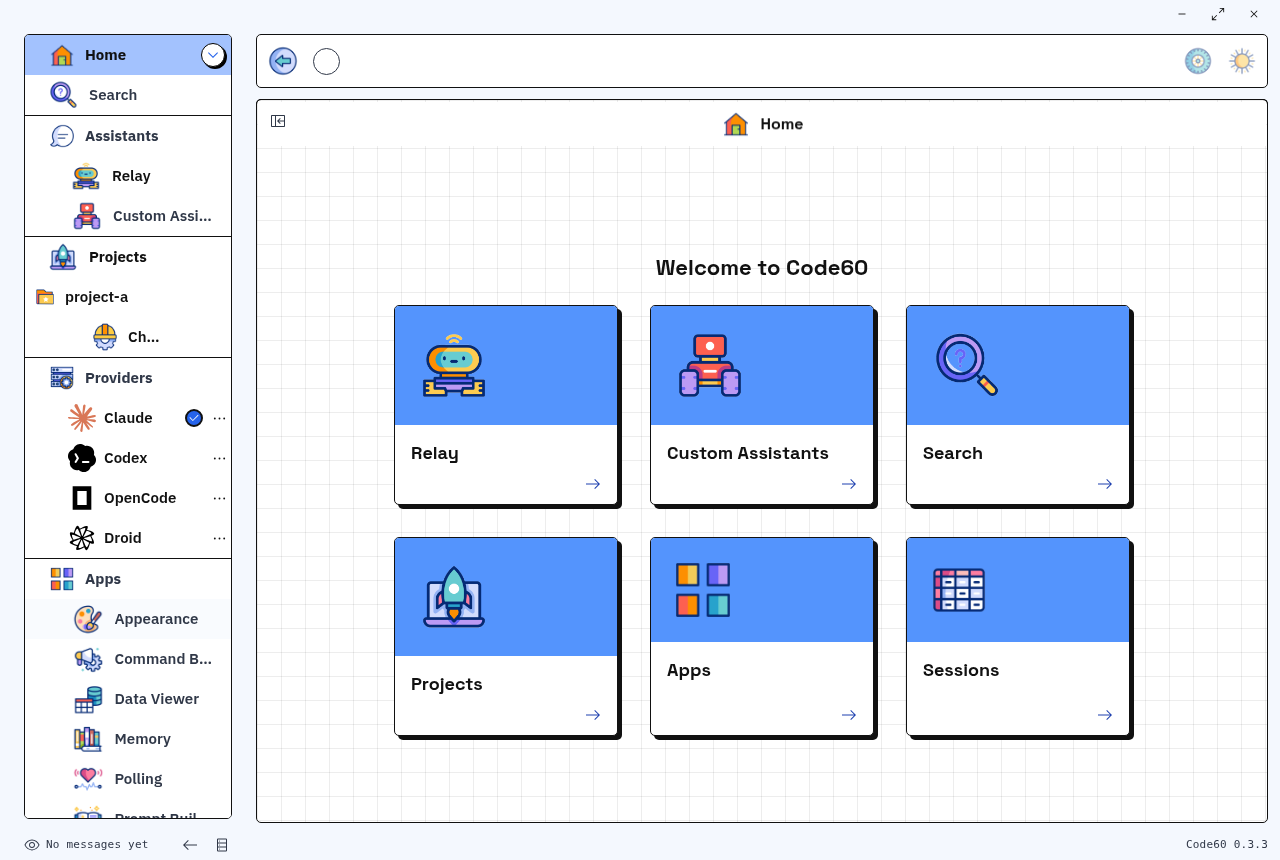 Home
Search
Assistants
Relay
Custom Assi...
Projects
project-a
Ch...
Providers
Claude
Codex
OpenCode
Droid
Apps
Appearance
Command B...
Data Viewer
Memory
Polling
Prompt Buil
No messages yet
Home
Welcome to Code60
Relay
Custom Assistants
Search
Projects
Apps
Sessions
Code60 0.3.3